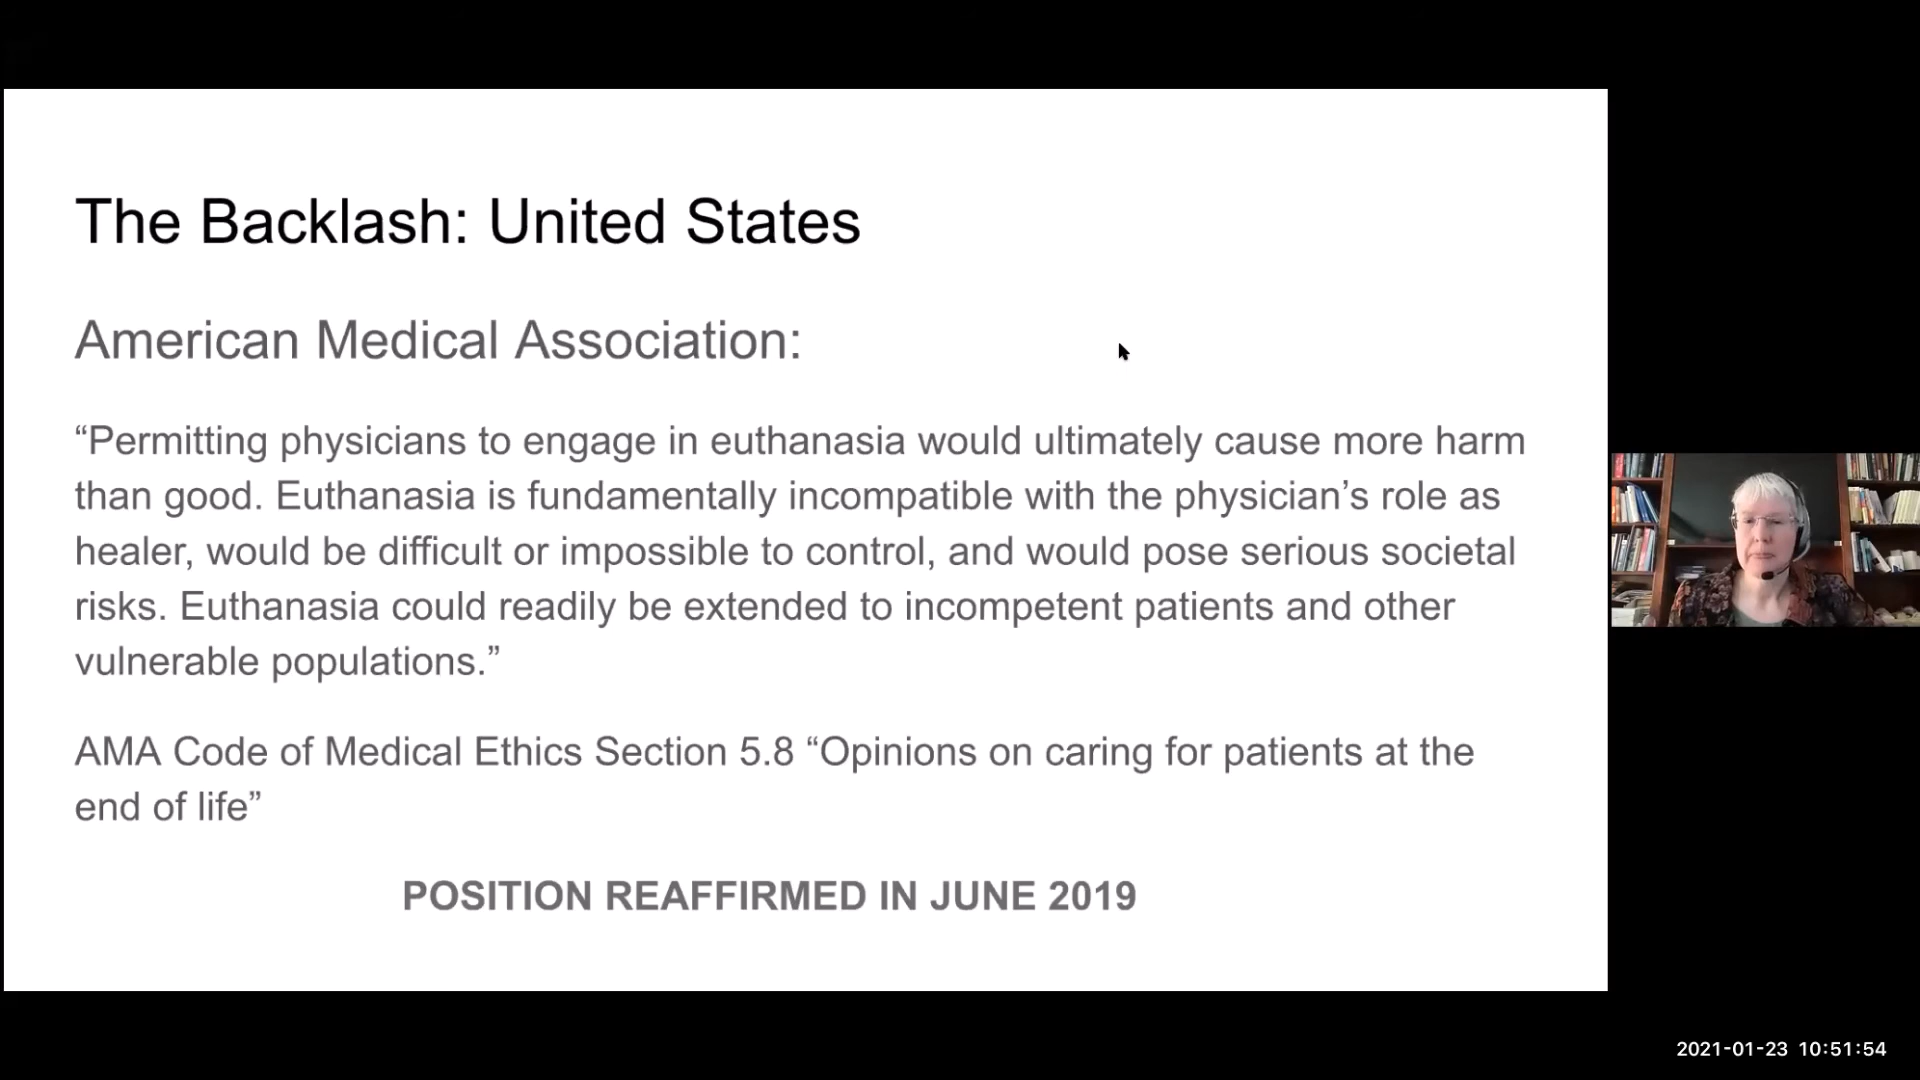 The Backlash: United States
American Medical Association:
“Permitting physicians to engage in euthanasia would ultimately cause more harm
than good. Euthanasia is fundamentally incompatible with the physician’s role as
healer, would be difficult or impossible to control, and would pose serious societal
risks. Euthanasia could readily be extended to incompetent patients and other
vulnerable populations.”
AMA Code of Medical Ethics Section 5.8 “Opinions on caring for patients at the
end of life”
POSITION REAFFIRMED IN JUNE 2019
2021-01-23 10:51:54